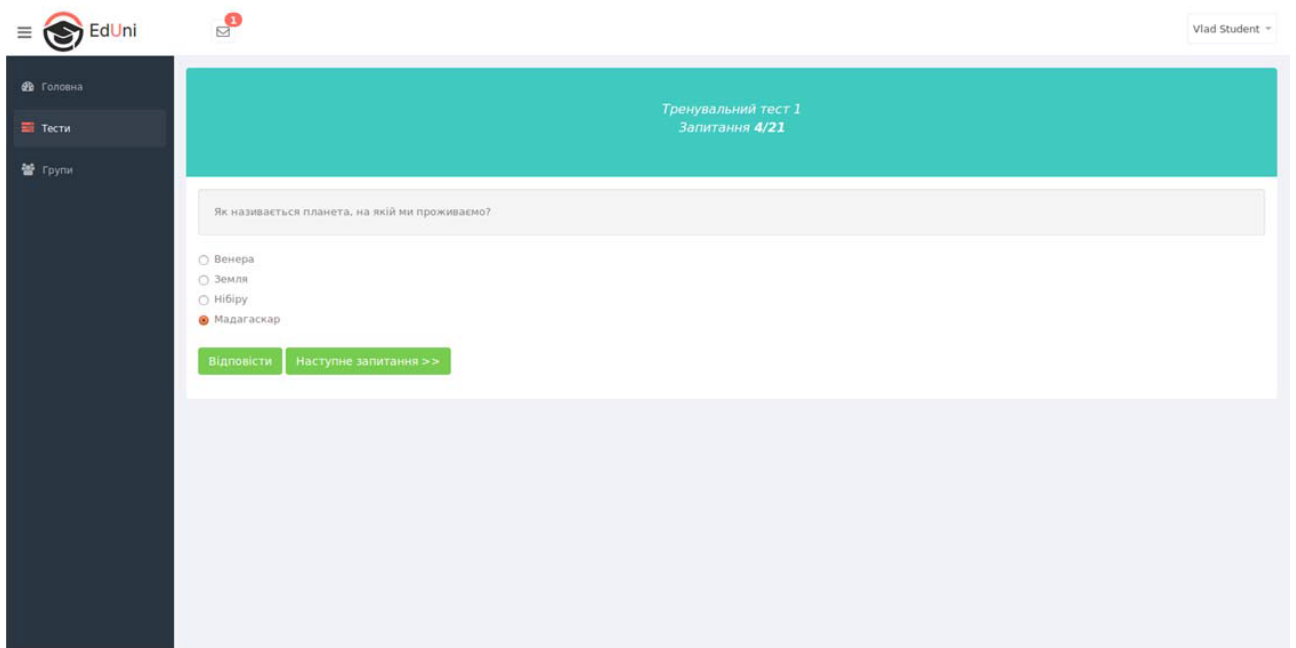 EdUni
1
Vlad Student
Головна
Тести
Групи
Тренувальний тест 1
Запитання 4/21
Як називається планета, на якій ми проживаємо?
Венера
Земля
Нібіру
Мадагаскар
Відповісти
Наступне запитання >>